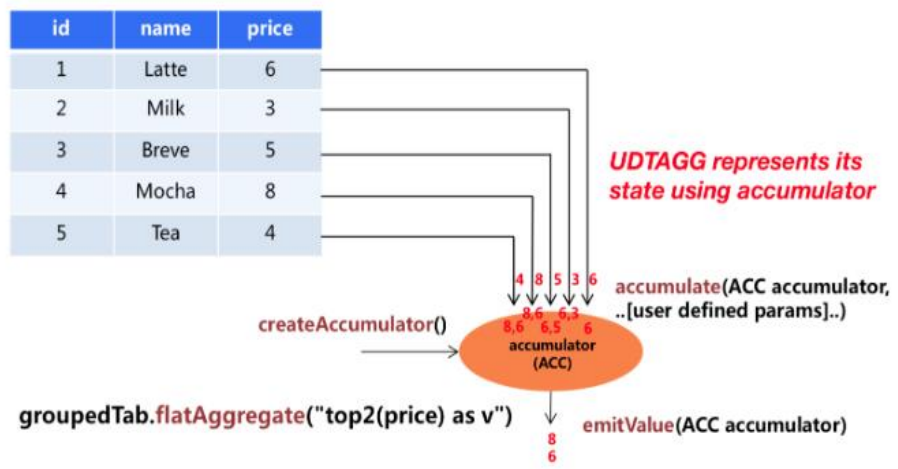 id name price
1 Latte 6
2 Milk 3
3 Breve 5
4 Mocha 8
5 Tea 4
UDTAGG represents its
state using accumulator
4 8 5 3 6
accumulate(ACC accumulator,
..[user defined params]..)
createAccumulator()
8,6 6,3
8,6 6,5 6
accumulator
(ACC)
groupedTab.flatAggregate("top2(price) as v")
emitValue(ACC accumulator)
8
6